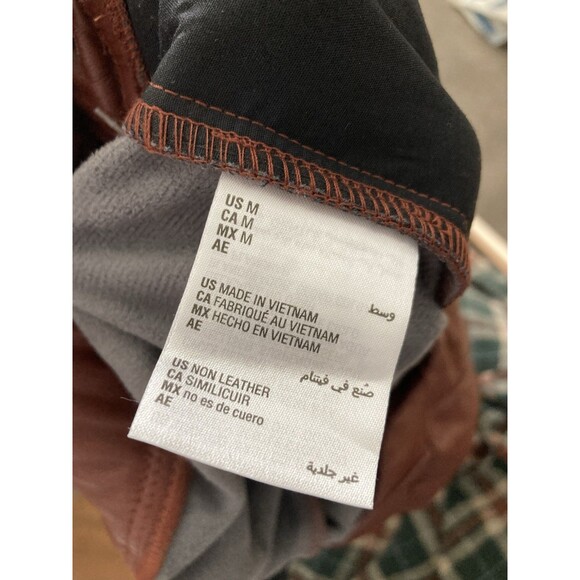 US M
CA M
MX M
AE وسط
US MADE IN VIETNAM
CA FABRIQUÉ AU VIETNAM
MX HECHO EN VIETNAM
AE صُنع في فيتنام
US NON LEATHER
CA SIMILICUIR
MX no es de cuero
AE غير جلدية